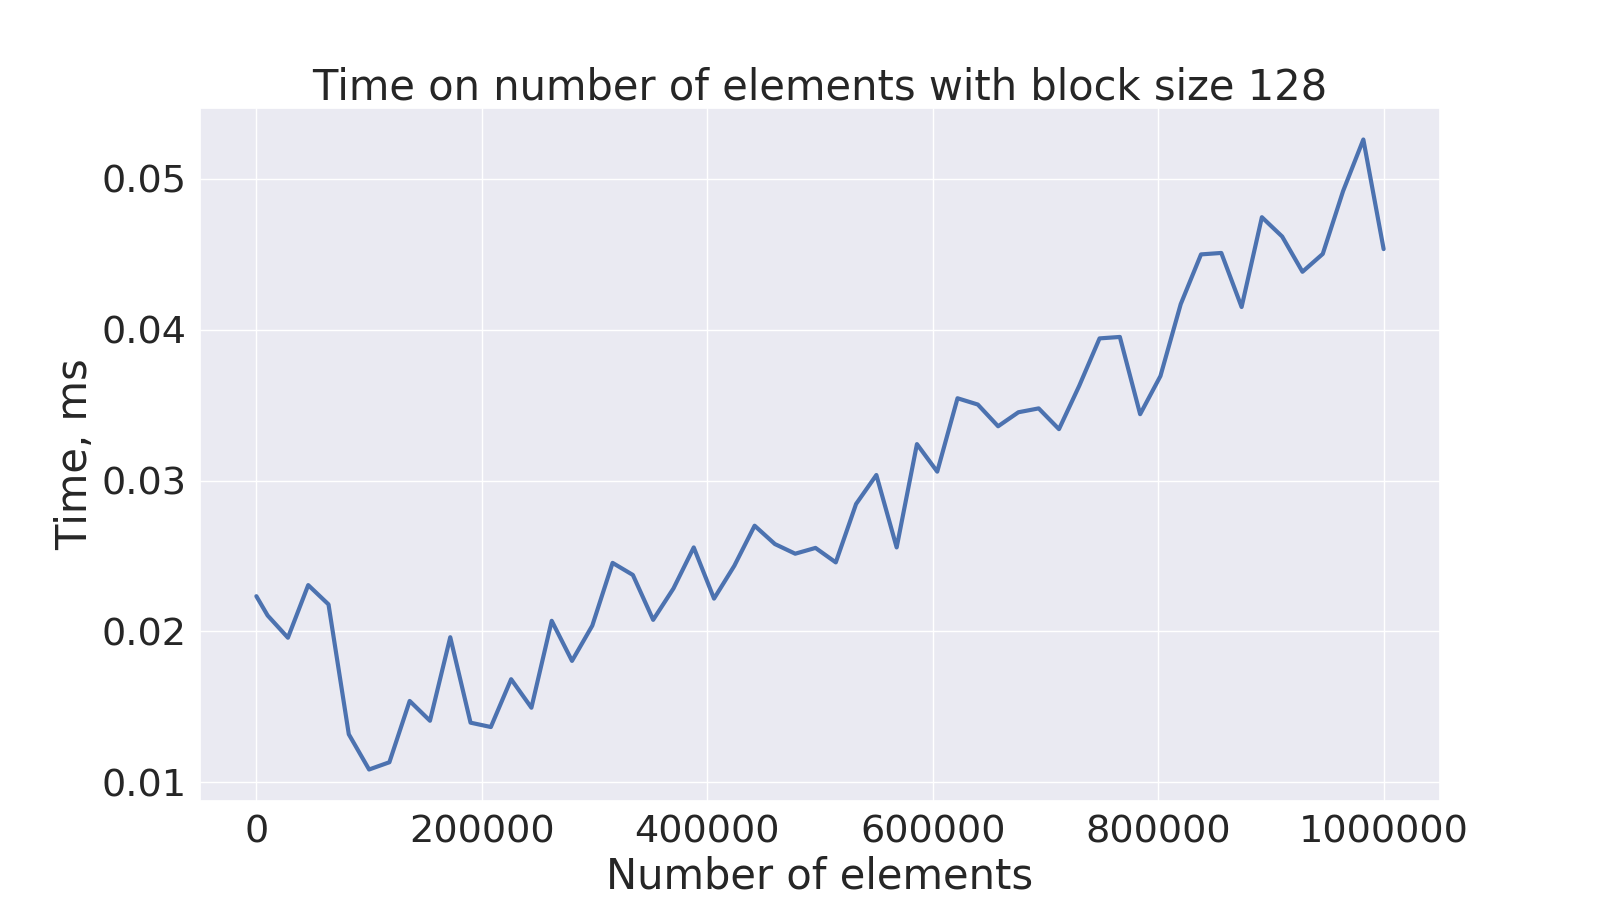 Time on number of elements with block size 128
0.05
0.04
0.03
0.02
0.01
Time, ms
0 200000 400000 600000 800000 1000000
Number of elements